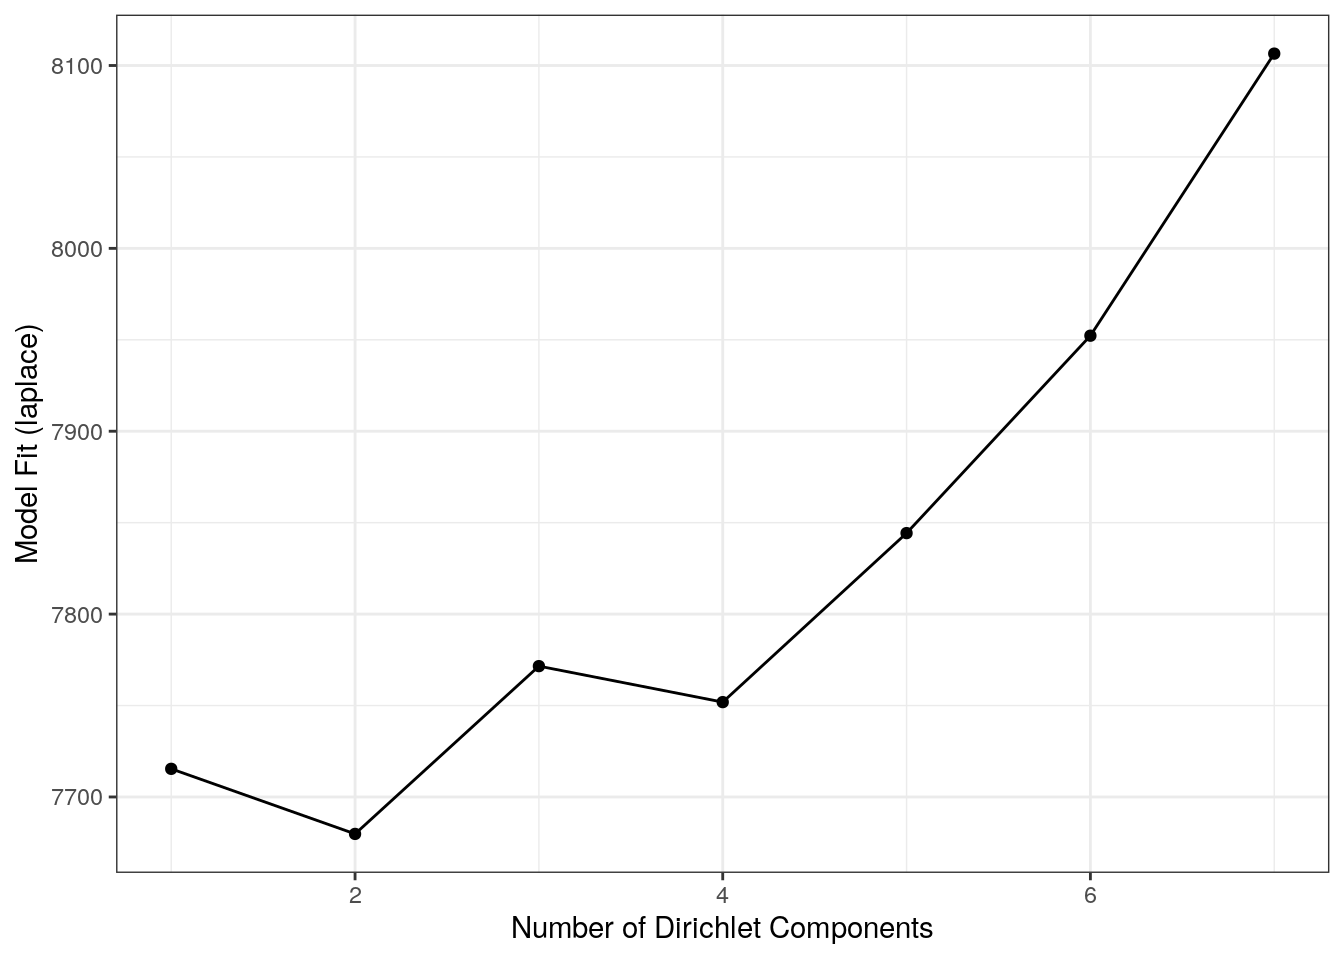 8100
8000
7900
7800
7700
Model Fit (laplace)
2 4 6
Number of Dirichlet Components